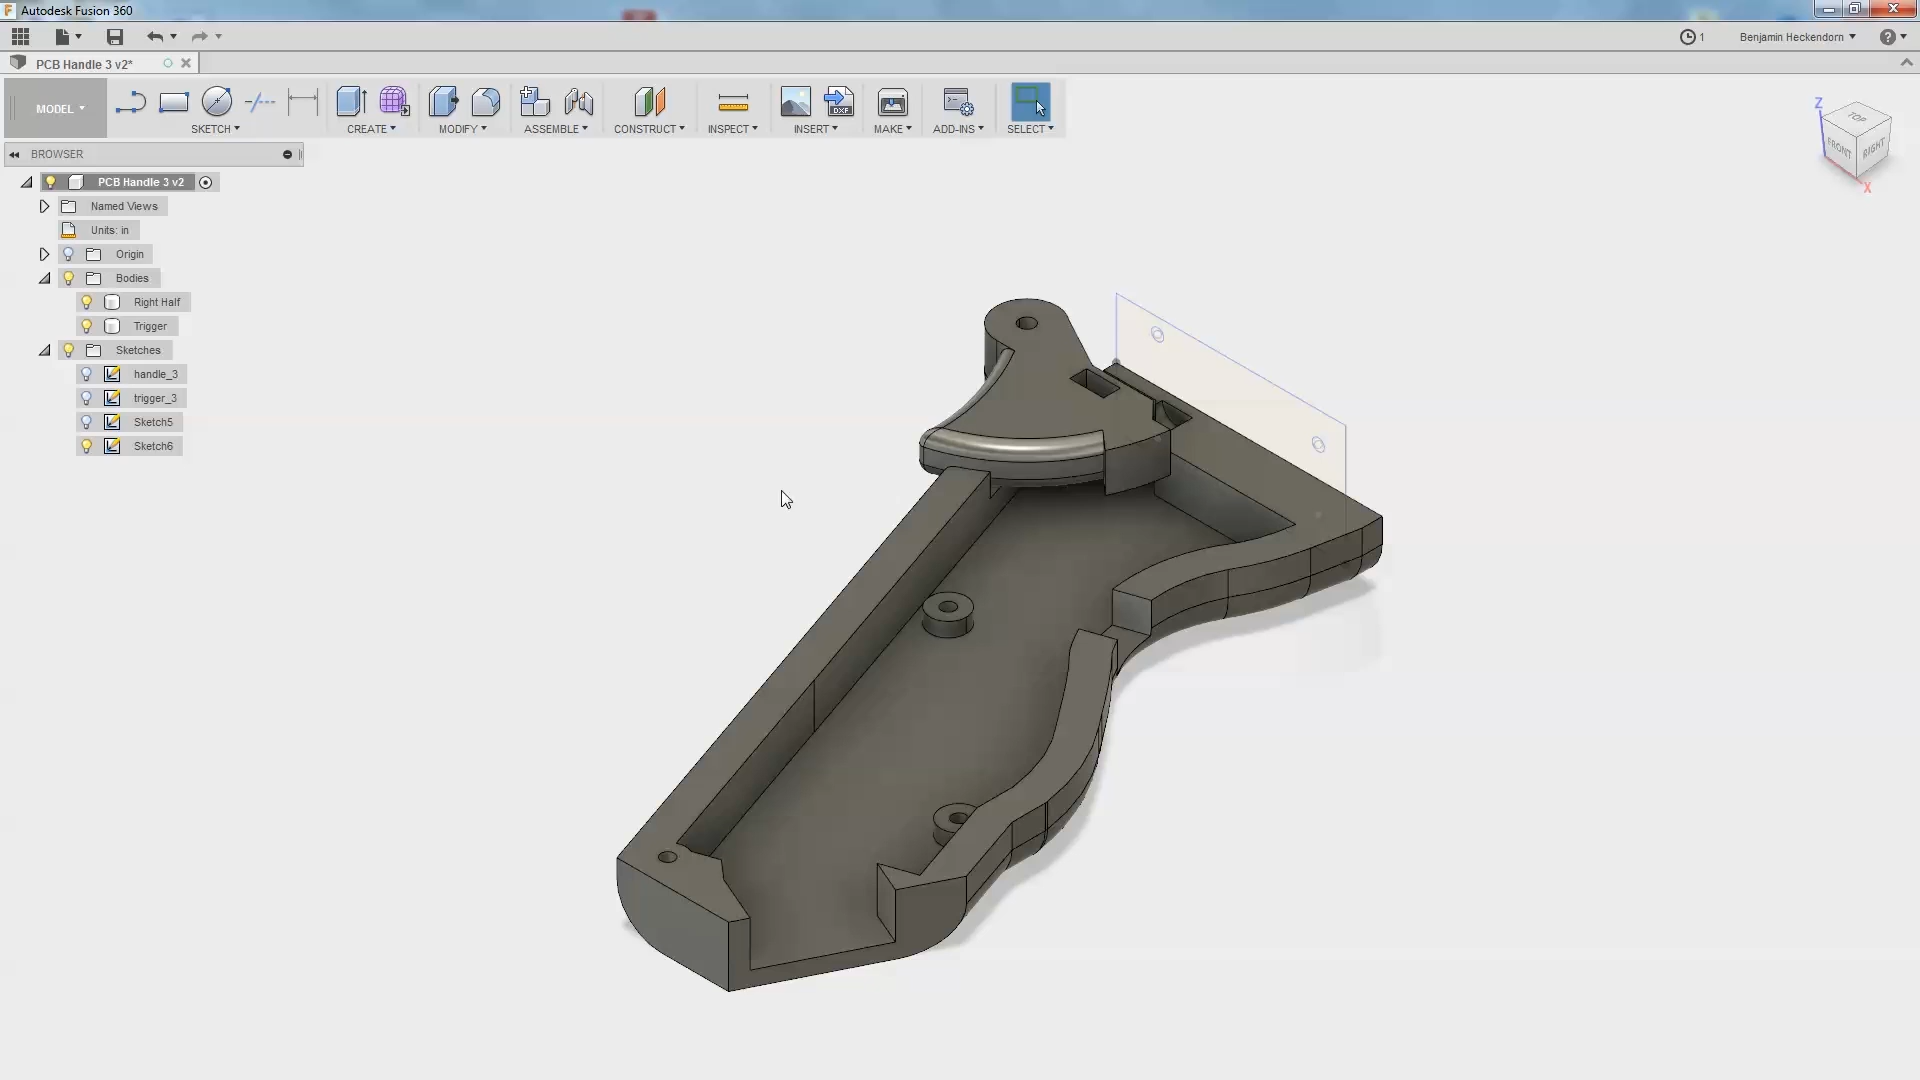 Autodesk Fusion 360
1
Benjamin Heckendorn
?
PCB Handle 3 v2*
MODEL
SKETCH
CREATE
MODIFY
ASSEMBLE
CONSTRUCT
INSPECT
DXF
INSERT
MAKE
ADD-INS
SELECT
BROWSER
PCB Handle 3 v2
Named Views
Units: in
Origin
Bodies
Right Half
Trigger
Sketches
handle_3
trigger_3
Sketch5
Sketch6
Z
TOP
FRONT
RIGHT
X